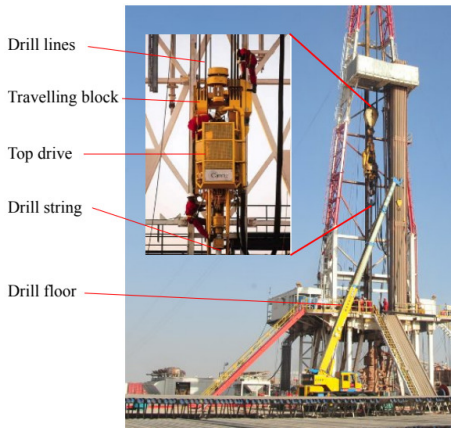 Drill lines
Travelling block
Top drive
Drill string
Drill floor